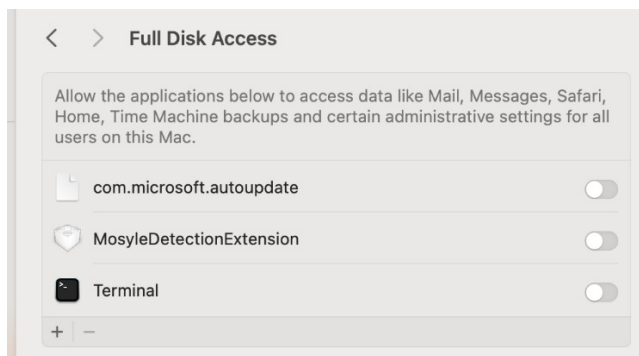 Full Disk Access
Allow the applications below to access data like Mail, Messages, Safari,
Home, Time Machine backups and certain administrative settings for all
users on this Mac.
com.microsoft.autoupdate
MosyleDetectionExtension
Terminal